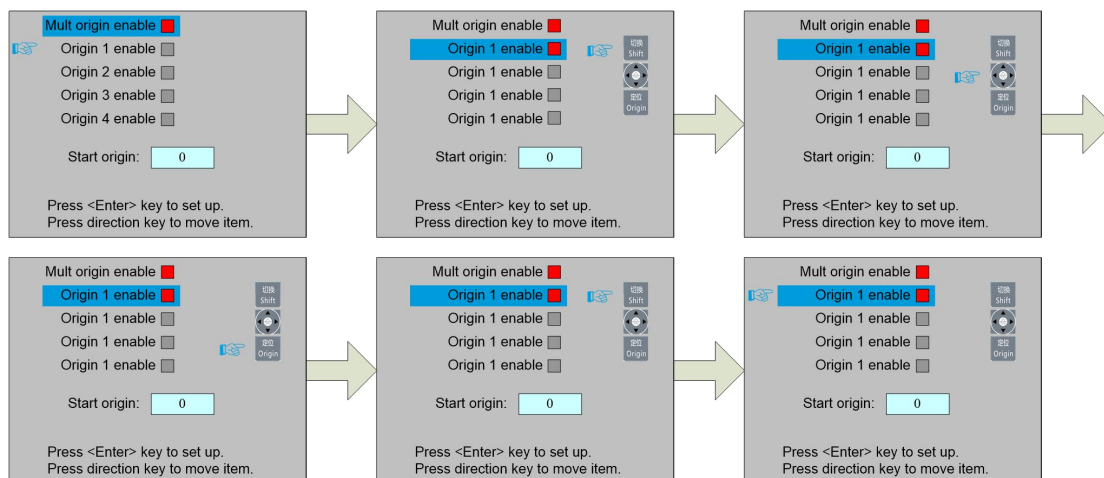 Mult origin enable
Origin 1 enable
Origin 2 enable
Origin 3 enable
Origin 4 enable
Start origin: 0
Press <Enter> key to set up.
Press direction key to move item.
Mult origin enable
Origin 1 enable
Origin 1 enable
Origin 1 enable
Origin 1 enable
切换
Shift
定位
Origin
Start origin: 0
Press <Enter> key to set up.
Press direction key to move item.
Mult origin enable
Origin 1 enable
Origin 1 enable
Origin 1 enable
Origin 1 enable
切换
Shift
定位
Origin
Start origin: 0
Press <Enter> key to set up.
Press direction key to move item.
Mult origin enable
Origin 1 enable
Origin 1 enable
Origin 1 enable
Origin 1 enable
切换
Shift
定位
Origin
Start origin: 0
Press <Enter> key to set up.
Press direction key to move item.
Mult origin enable
Origin 1 enable
Origin 1 enable
Origin 1 enable
Origin 1 enable
切换
Shift
定位
Origin
Start origin: 0
Press <Enter> key to set up.
Press direction key to move item.
Mult origin enable
Origin 1 enable
Origin 1 enable
Origin 1 enable
Origin 1 enable
切换
Shift
定位
Origin
Start origin: 0
Press <Enter> key to set up.
Press direction key to move item.